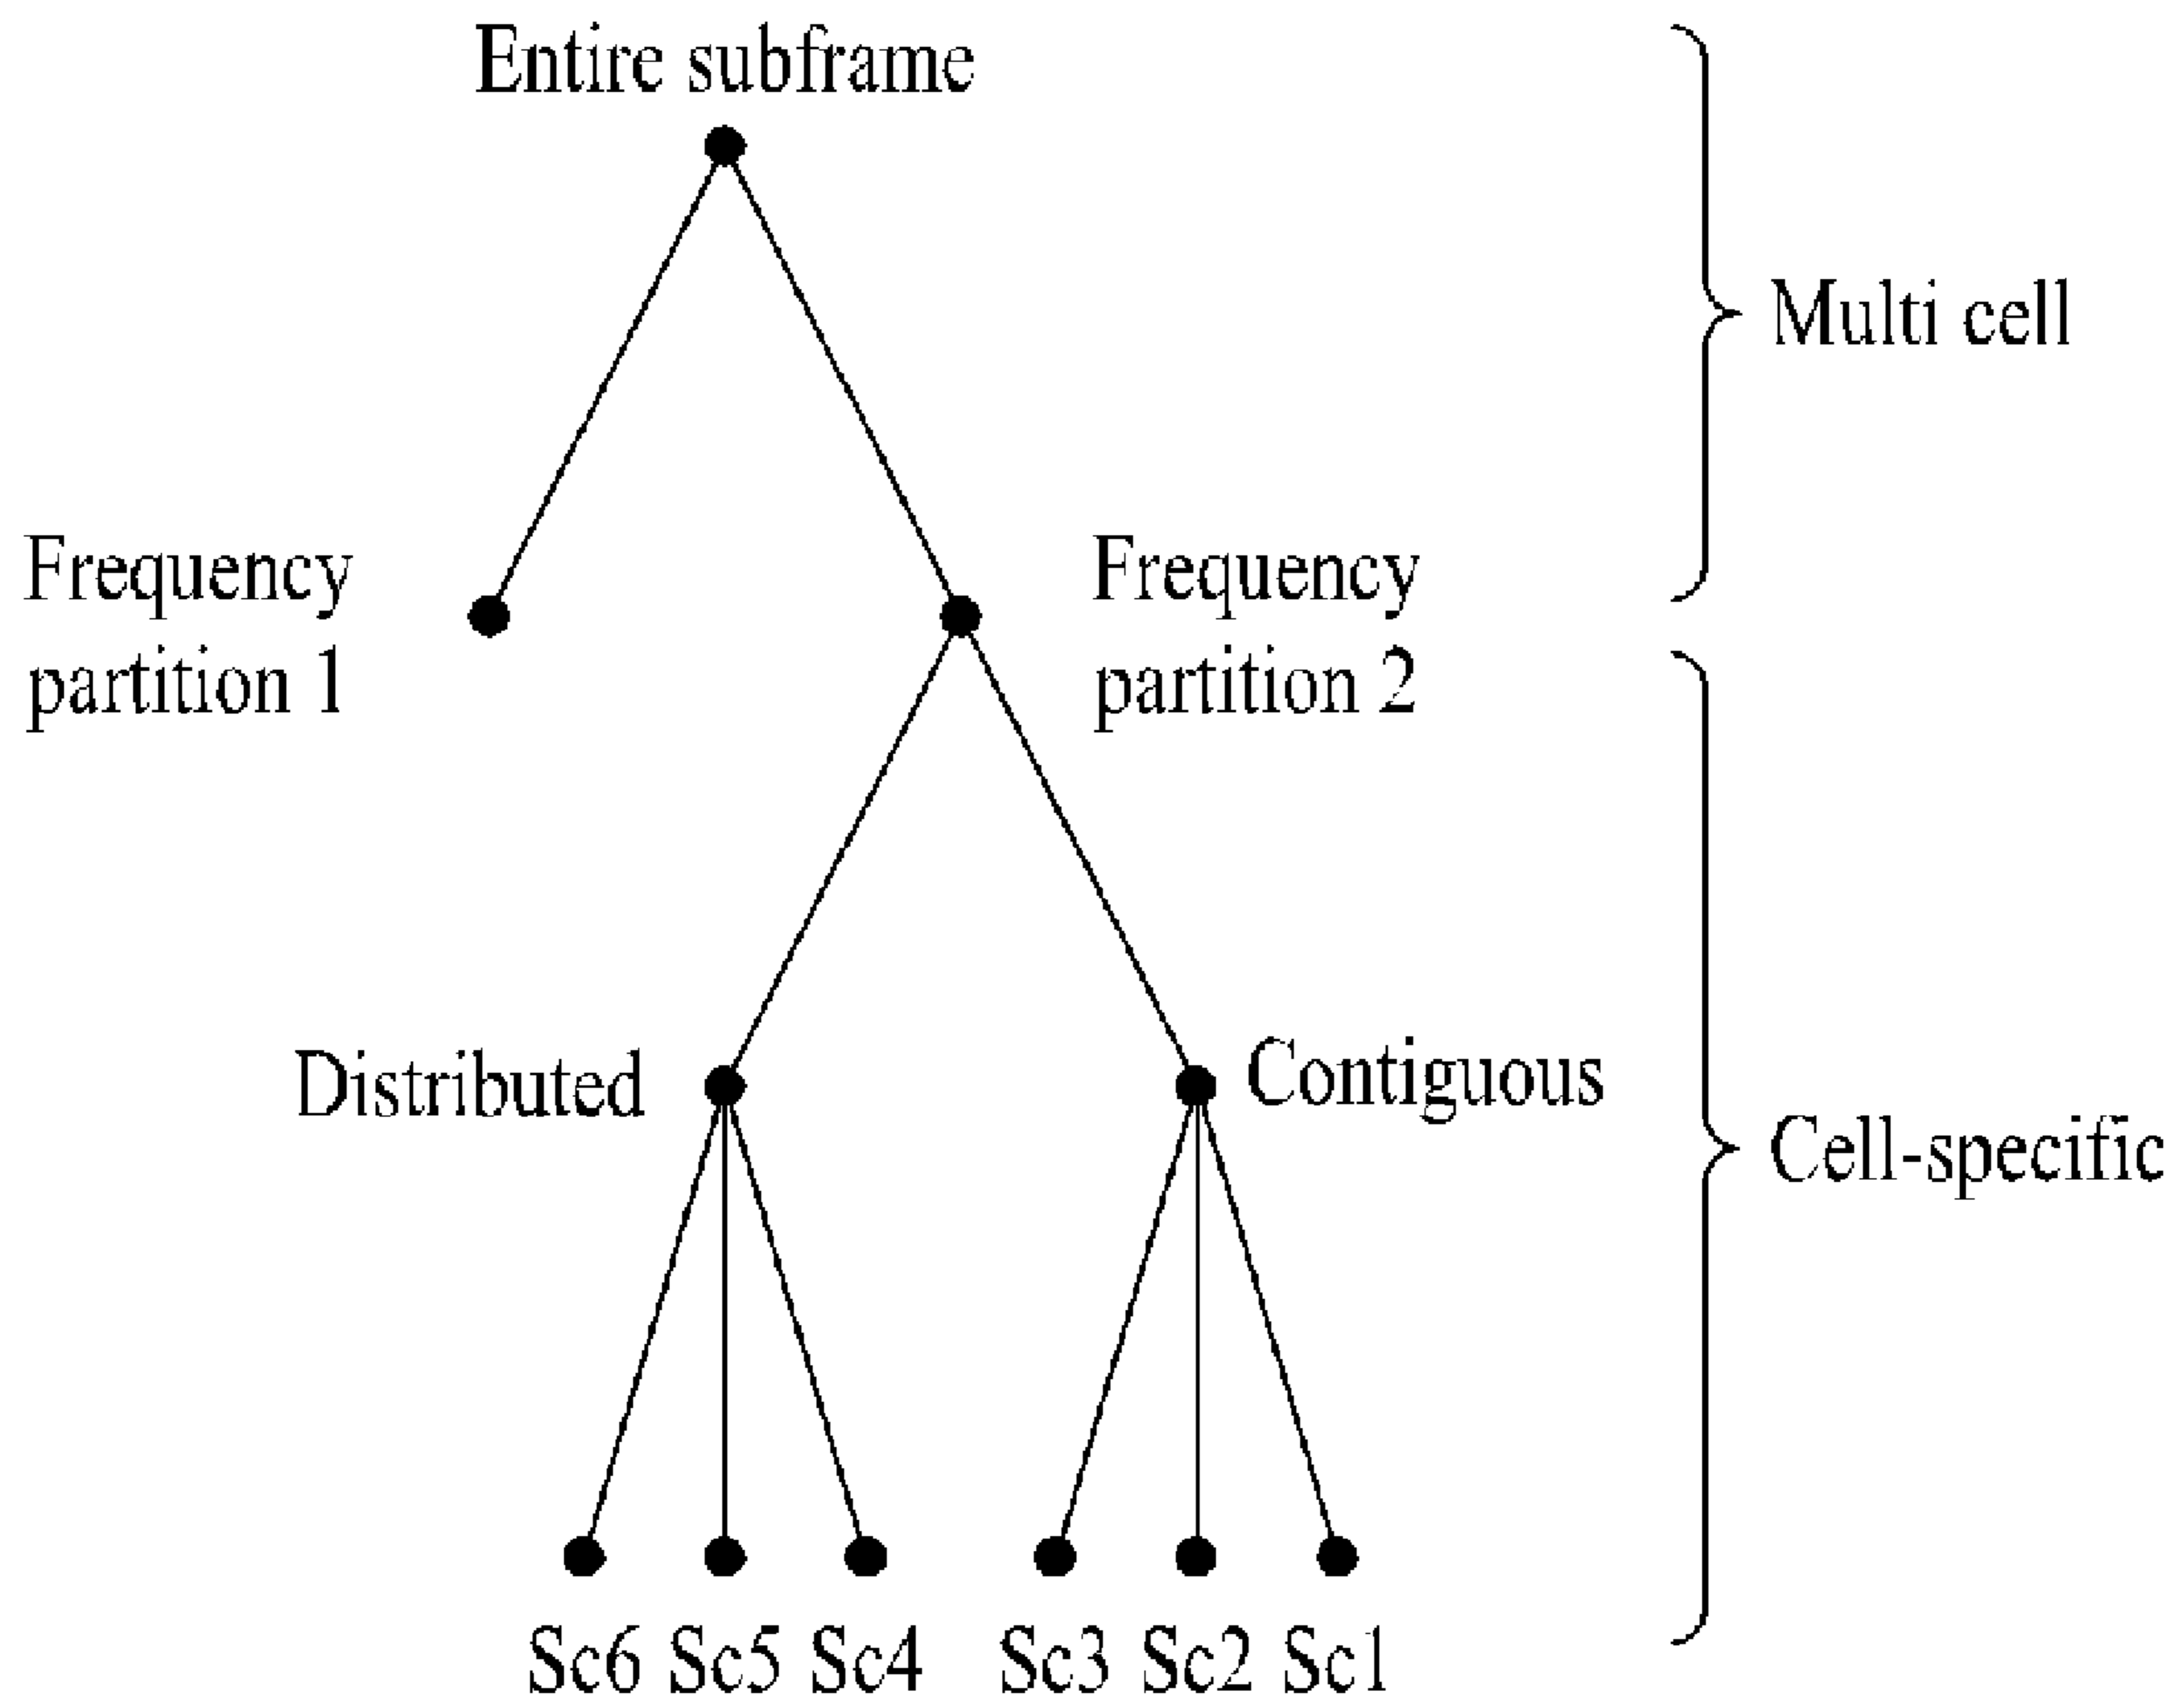 Entire subframe
Multi cell
Frequency
partition 1
Frequency
partition 2
Distributed
Contiguous
Cell-specific
Sc6 Sc5 Sc4 Sc3 Sc2 Sc1